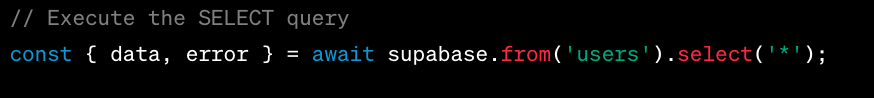 // Execute the SELECT query
const { data, error } = await supabase.from('users').select('*');